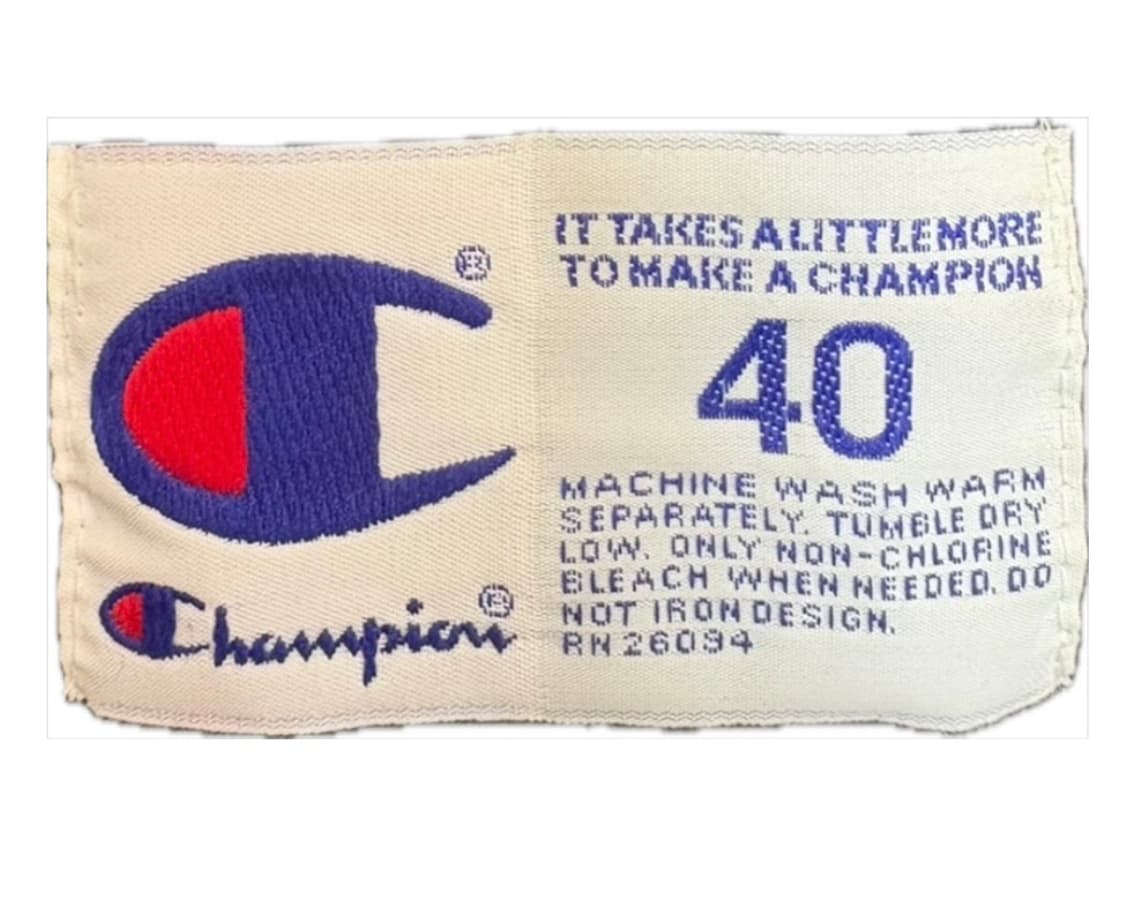 ®
Champion®
IT TAKES A LITTLE MORE
TO MAKE A CHAMPION
40
MACHINE WASH WARM
SEPARATELY. TUMBLE DRY
LOW. ONLY NON-CHLORINE
BLEACH WHEN NEEDED. DO
NOT IRON DESIGN.
RN 26094